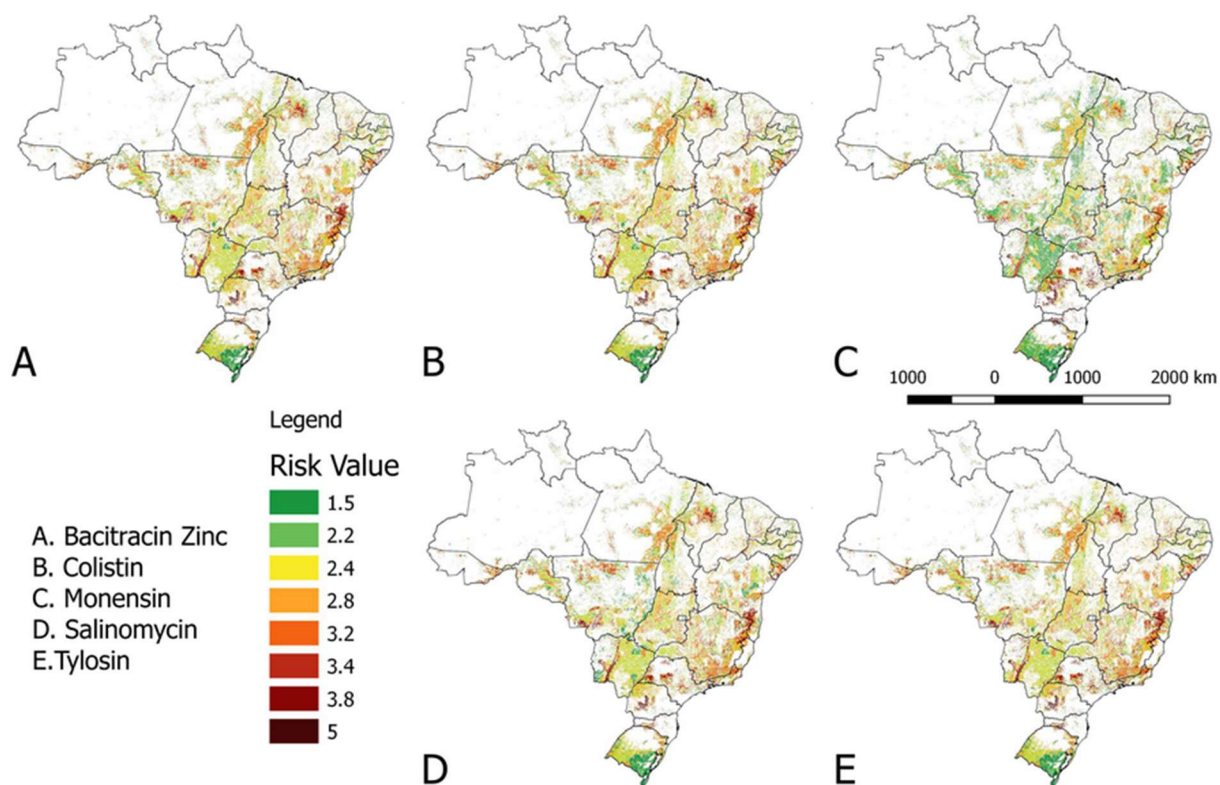 A
B
C
1000 0 1000 2000 km
Legend
Risk Value
1.5
2.2
2.4
2.8
3.2
3.4
3.8
5
A. Bacitracin Zinc
B. Colistin
C. Monensin
D. Salinomycin
E.Tylosin
D
E